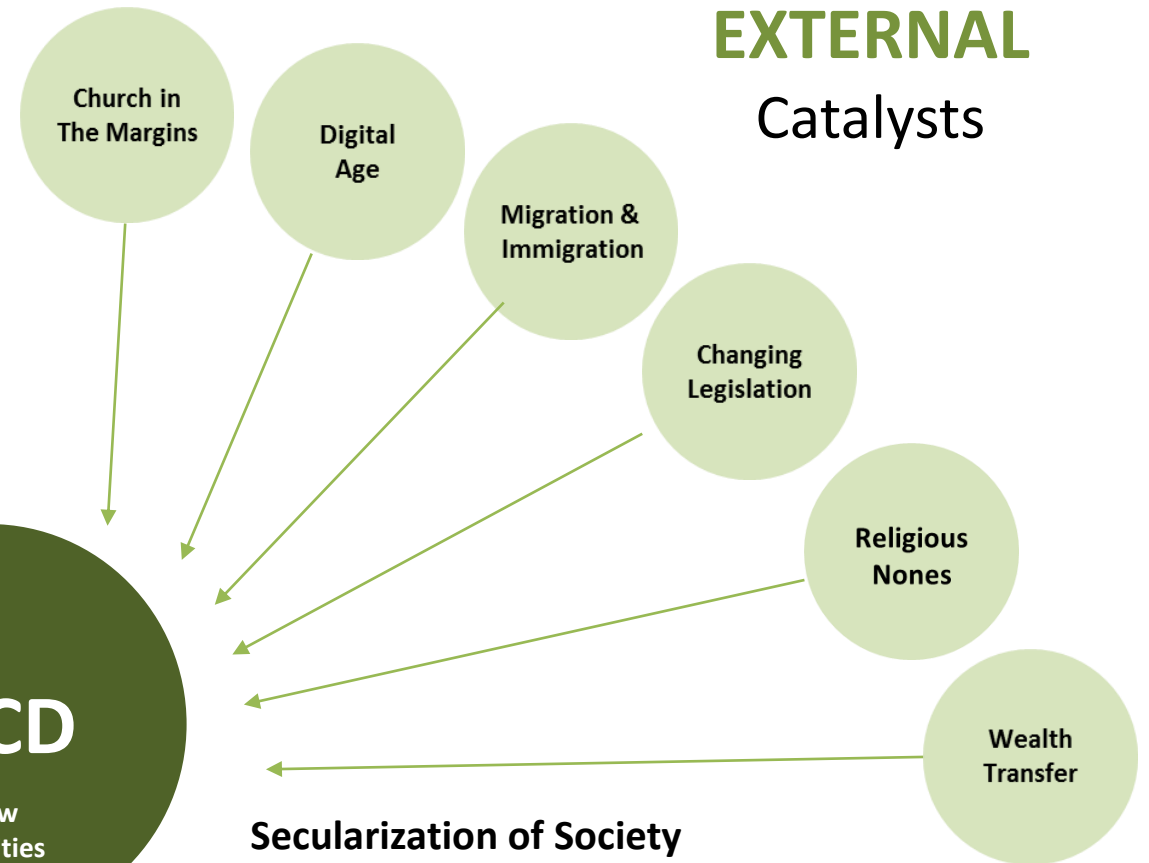 EXTERNAL
Catalysts
Church in
The Margins
Digital
Age
Migration &
Immigration
Changing
Legislation
Religious
Nones
Wealth
Transfer
CD
w
ties
Secularization of Society